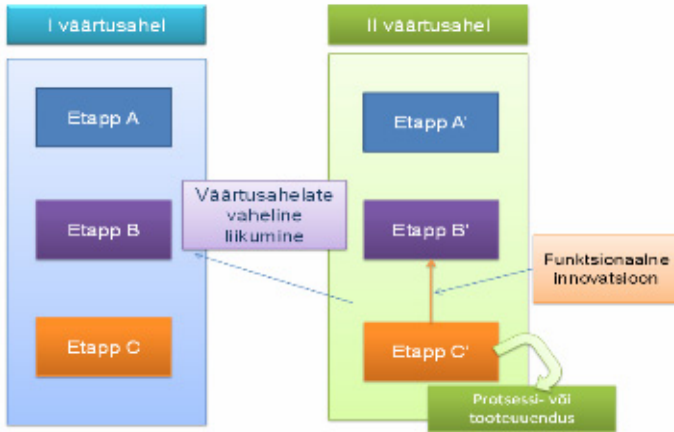 I väärtusahel
II väärtusahel
Etapp A
Etapp A'
Väärtusahelate
vaheline
liikumine
Etapp B
Etapp B'
Funktsionaalne
innovatsioon
Etapp C
Etapp C'
Protsessi- või
tooteuuendus